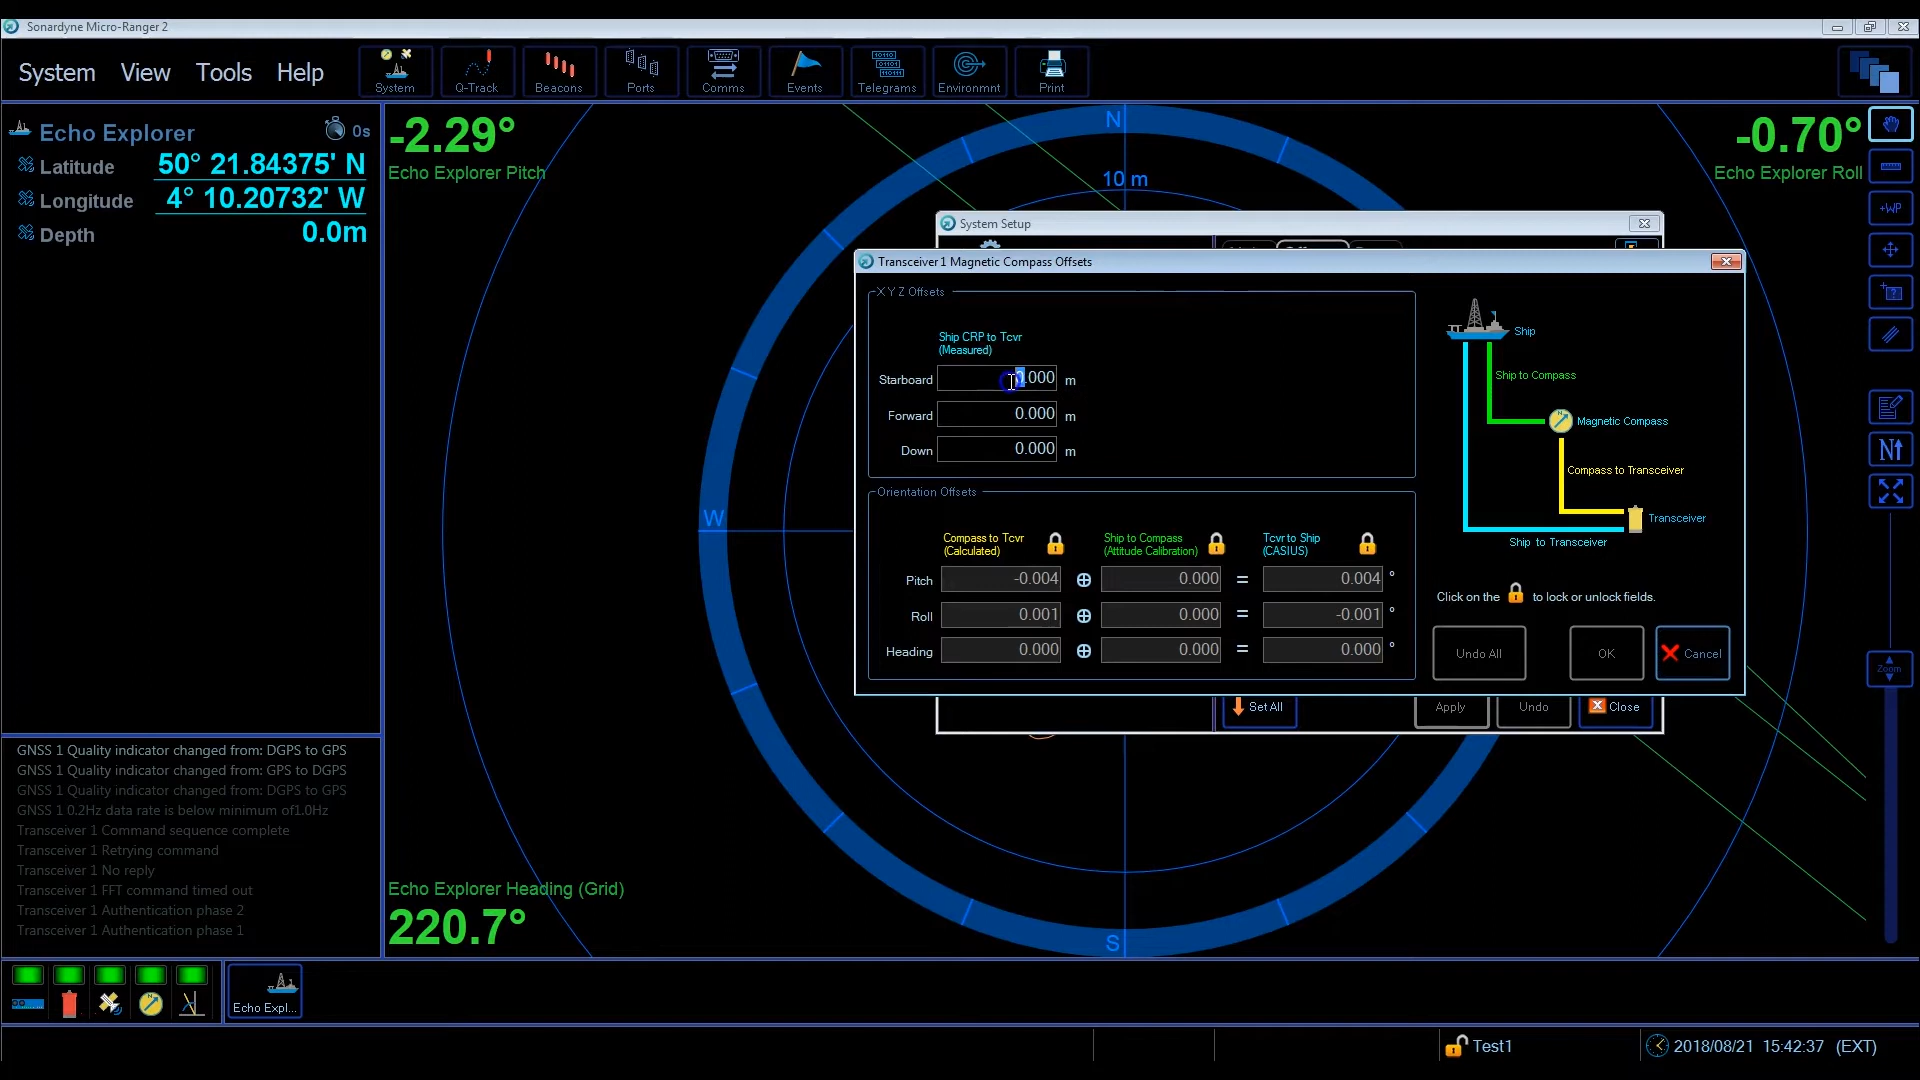 Sonardyne Micro-Ranger 2
System View Tools Help
System Q-Track Beacons Ports Comms Events Telegrams Environmnt Print
Echo Explorer 0s
Latitude 50° 21.84375' N
Longitude 4° 10.20732' W
Depth 0.0m
-2.29°
Echo Explorer Pitch
N
10 m
-0.70°
Echo Explorer Roll
+WP
N
Zoom
W
S
System Setup
Transceiver 1 Magnetic Compass Offsets
X Y Z Offsets
Ship CRP to Tcvr
(Measured)
Starboard 0.000 m
Forward 0.000 m
Down 0.000 m
Orientation Offsets
Compass to Tcvr
(Calculated)
Ship to Compass
(Attitude Calibration)
Tcvr to Ship
(CASIUS)
Pitch -0.004 ⊕ 0.000 = 0.004 °
Roll 0.001 ⊕ 0.000 = -0.001 °
Heading 0.000 ⊕ 0.000 = 0.000 °
Ship
Ship to Compass
Magnetic Compass
Compass to Transceiver
Transceiver
Ship to Transceiver
Click on the to lock or unlock fields.
Undo All OK Cancel
Set All Apply Undo Close
GNSS 1 Quality indicator changed from: DGPS to GPS
GNSS 1 Quality indicator changed from: GPS to DGPS
GNSS 1 Quality indicator changed from: DGPS to GPS
GNSS 1 0.2Hz data rate is below minimum of1.0Hz
Transceiver 1 Command sequence complete
Transceiver 1 Retrying command
Transceiver 1 No reply
Transceiver 1 FFT command timed out
Transceiver 1 Authentication phase 2
Transceiver 1 Authentication phase 1
Echo Explorer Heading (Grid)
220.7°
Echo Expl...
Test1 2018/08/21 15:42:37 (EXT)